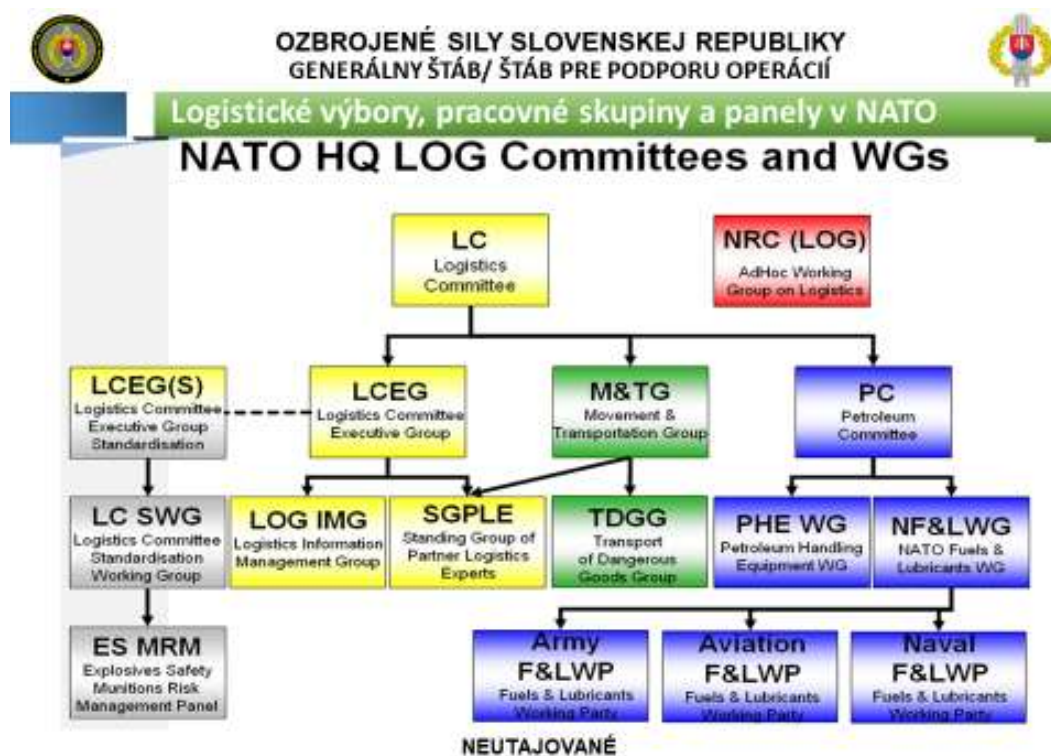 OZBROJENÉ SILY SLOVENSKEJ REPUBLIKY
GENERÁLNY ŠTÁB/ ŠTÁB PRE PODPORU OPERÁCIÍ
Logistické výbory, pracovné skupiny a panely v NATO
NATO HQ LOG Committees and WGs
LC
Logistics
Committee
NRC (LOG)
AdHoc Working
Group on Logistics
LCEG(S)
Logistics Committee
Executive Group
Standardisation
LCEG
Logistics Committee
Executive Group
M&TG
Movement &
Transportation Group
PC
Petroleum
Committee
LC SWG
Logistics Committee
Standardisation
Working Group
LOG IMG
Logistics Information
Management Group
SGPLE
Standing Group of
Partner Logistics
Experts
TDGG
Transport
of Dangerous
Goods Group
PHE WG
Petroleum Handling
Equipment WG
NF&LWG
NATO Fuels &
Lubricants WG
ES MRM
Explosives Safety
Munitions Risk
Management Panel
Army
F&LWP
Fuels & Lubricants
Working Party
Aviation
F&LWP
Fuels & Lubricants
Working Party
Naval
F&LWP
Fuels & Lubricants
Working Party
NEUTAJOVANÉ